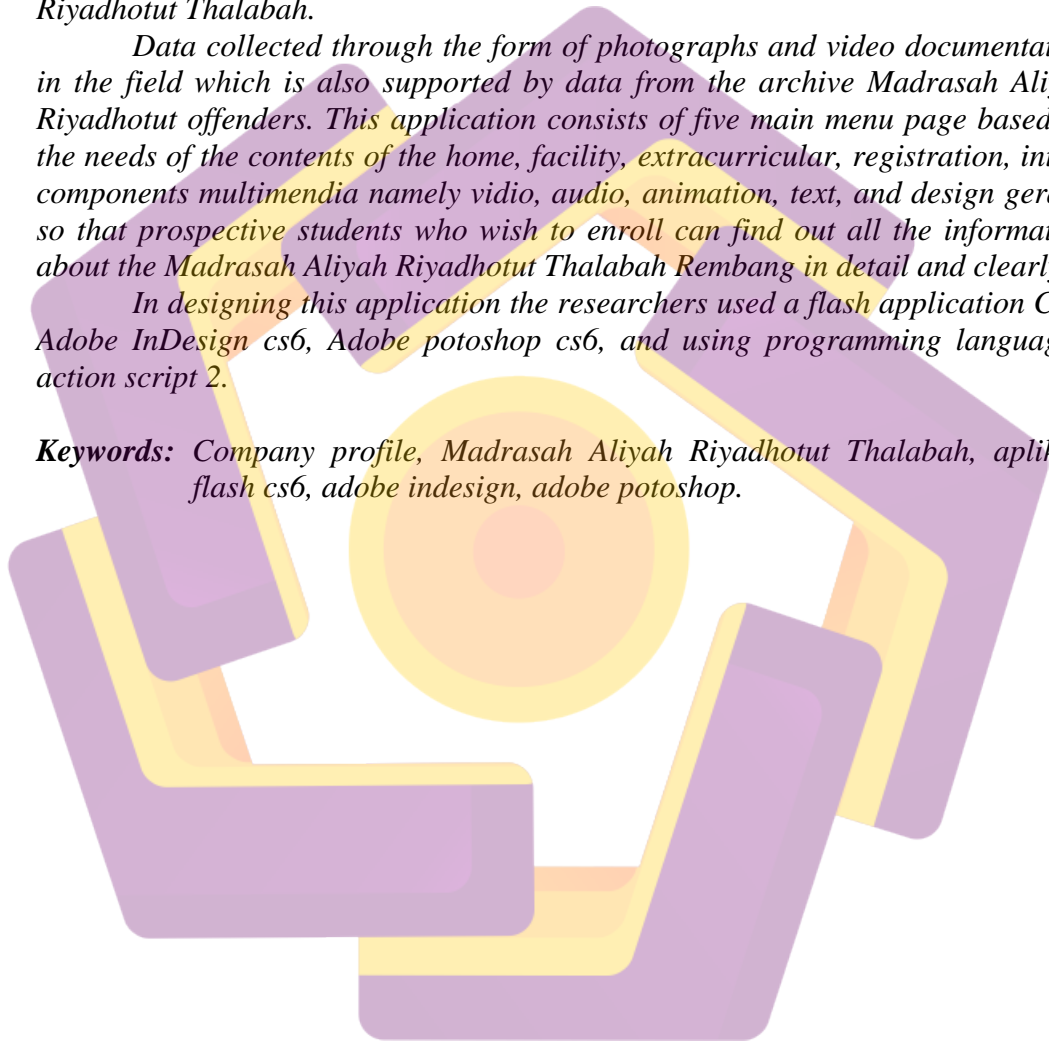 Riyadhotut Thalabah.
Data collected through the form of photographs and video documentat
in the field which is also supported by data from the archive Madrasah Aliy
Riyadhotut offenders. This application consists of five main menu page based
the needs of the contents of the home, facility, extracurricular, registration, in
components multimendia namely vidio, audio, animation, text, and design ger
so that prospective students who wish to enroll can find out all the informat
about the Madrasah Aliyah Riyadhotut Thalabah Rembang in detail and clearly
In designing this application the researchers used a flash application C
Adobe InDesign cs6, Adobe potoshop cs6, and using programming languag
action script 2.
Keywords: Company profile, Madrasah Aliyah Riyadhotut Thalabah, aplik
flash cs6, adobe indesign, adobe potoshop.